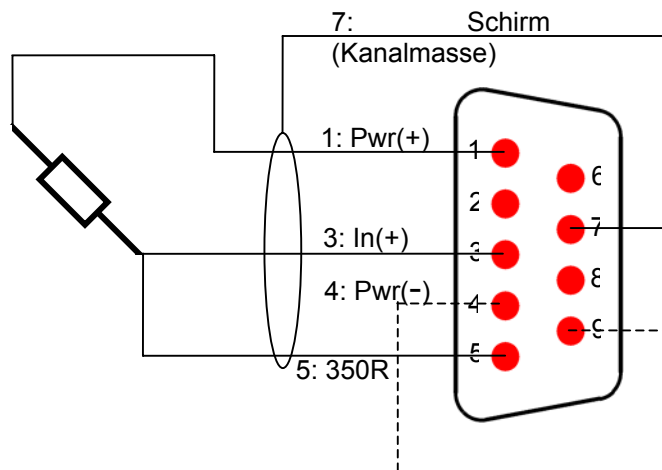 7: Schirm
(Kanalmasse)
1: Pwr(+)
3: In(+)
4: Pwr(-)
5: 350R
1
2
3
4
5
6
7
8
9